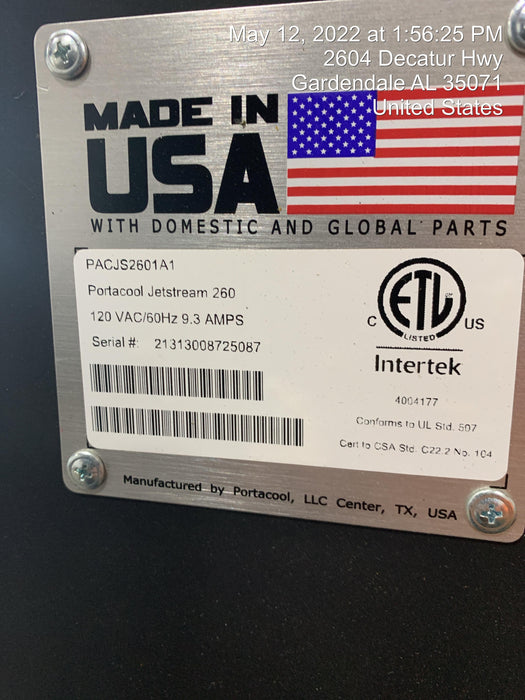 May 12, 2022 at 1:56:25 PM
2604 Decatur Hwy
Gardendale AL 35071
United States
MADE IN
USA
WITH DOMESTIC AND GLOBAL PARTS
PACJS2601A1
Portacool Jetstream 260
120 VAC/60Hz 9.3 AMPS
Serial #: 21313008725087
ETL
C US
LISTED
Intertek
4004177
Conforms to UL Std. 507
Cert to CSA Std. C22.2 No. 104
Manufactured by Portacool, LLC Center, TX, USA